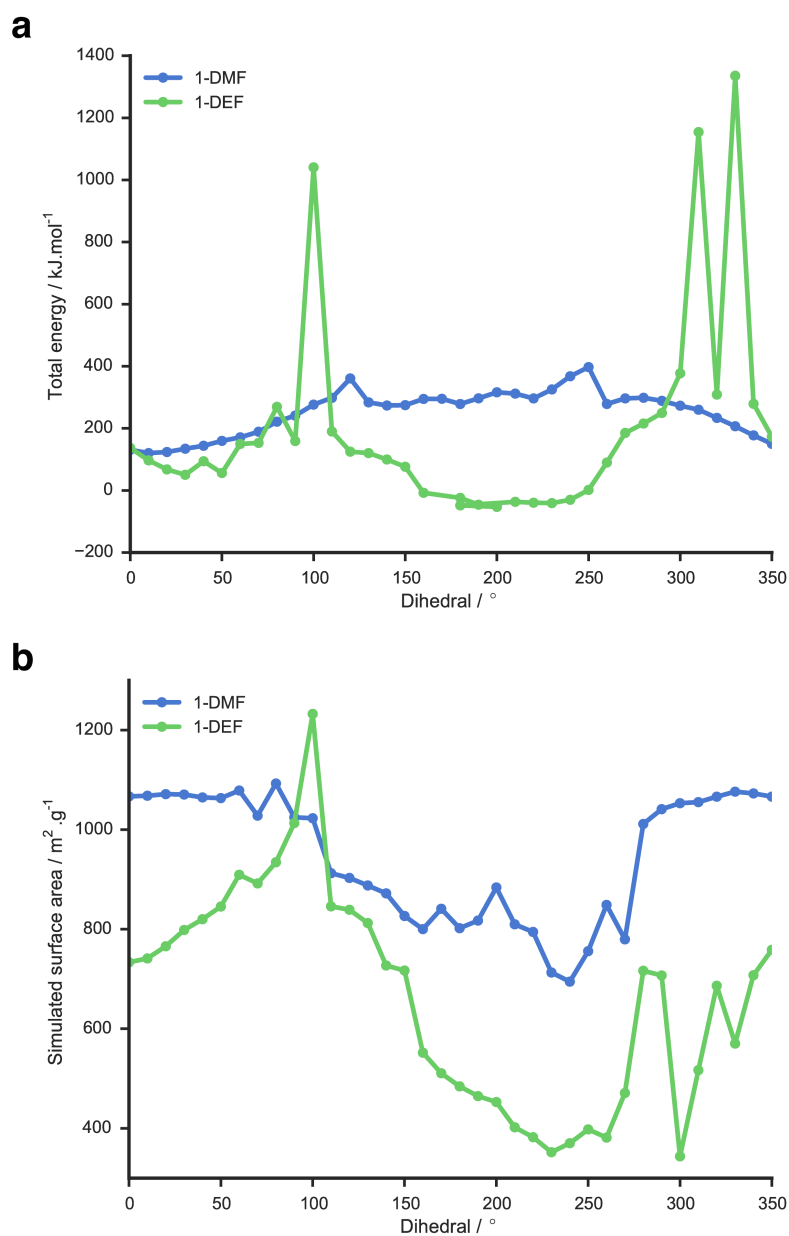 a
1400
1-DMF
1-DEF
1200
1000
800
600
400
200
0
−200
Total energy / kJ.mol-1
0 50 100 150 200 250 300 350
Dihedral / °
b
1-DMF
1-DEF
1200
1000
800
600
400
Simulated surface area / m2 .g-1
0 50 100 150 200 250 300 350
Dihedral / °